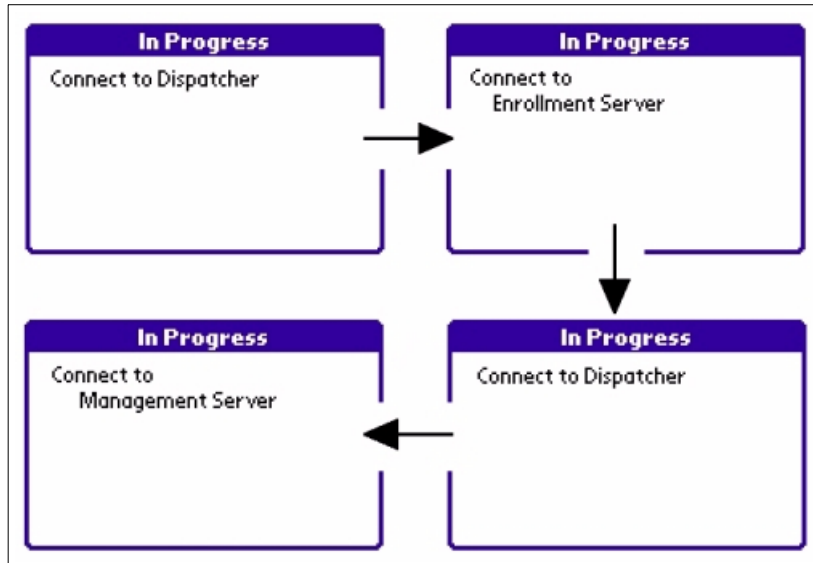 In Progress
Connect to Dispatcher
In Progress
Connect to
Enrollment Server
In Progress
Connect to
Management Server
In Progress
Connect to Dispatcher